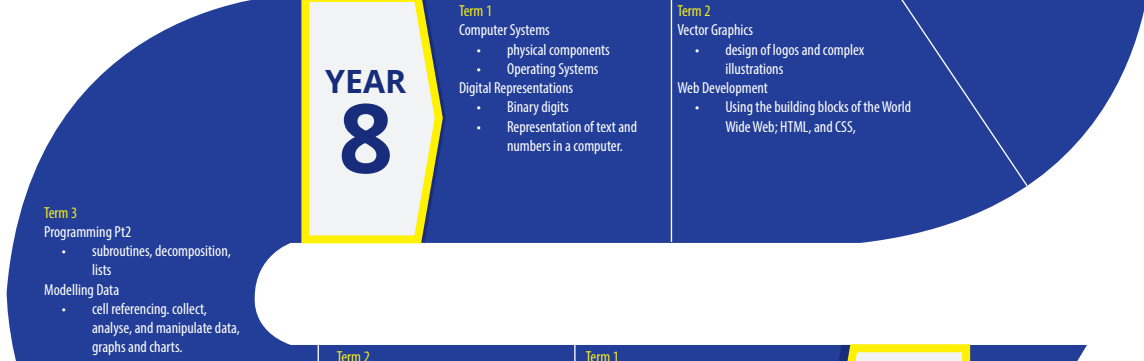 YEAR
8
Term 1
Computer Systems
• physical components
• Operating Systems
Digital Representations
• Binary digits
• Representation of text and
numbers in a computer.
Term 2
Vector Graphics
• design of logos and complex
illustrations
Web Development
• Using the building blocks of the World
Wide Web; HTML, and CSS,
Term 3
Programming Pt2
• subroutines, decomposition,
lists
Modelling Data
• cell referencing. collect,
analyse, and manipulate data,
graphs and charts.
Term 2
Term 1